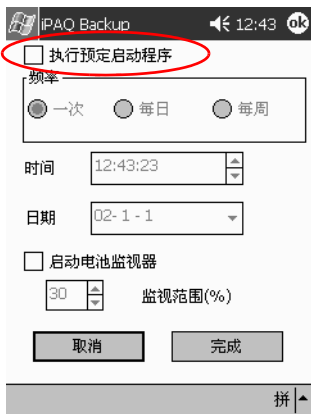 iPAQ Backup 12:43 ok
执行预定启动程序
频率
一次 每日 每周
时间 12:43:23
日期 02- 1 - 1
启动电池监视器
30 监视范围(%)
取消 完成
拼